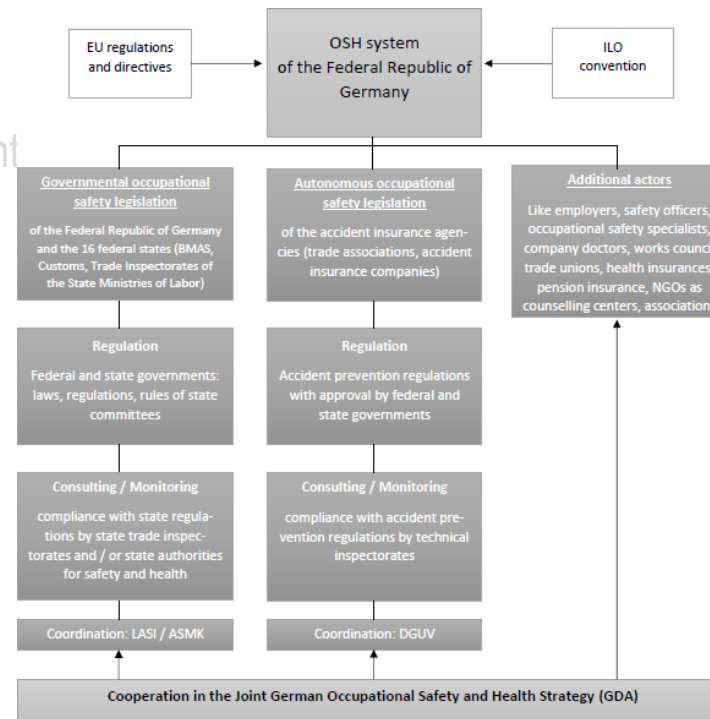 EU regulations
and directives
OSH system
of the Federal Republic of
Germany
ILO
convention
Governmental occupational
safety legislation
of the Federal Republic of Germany
and the 16 federal states (BMAS,
Customs, Trade Inspectorates of
the State Ministries of Labor)
Autonomous occupational
safety legislation
of the accident insurance agen-
cies (trade associations, accident
insurance companies)
Additional actors
Like employers, safety officers,
occupational safety specialists,
company doctors, works counci
trade unions, health insurances
pension insurance, NGOs as
counselling centers, association
Regulation
Federal and state governments:
laws, regulations, rules of state
committees
Regulation
Accident prevention regulations
with approval by federal and
state governments
Consulting / Monitoring
compliance with state regula-
tions by state trade inspec-
torates and / or state authorities
for safety and health
Consulting / Monitoring
compliance with accident pre-
vention regulations by technical
inspectorates
Coordination: LASI / ASMK
Coordination: DGUV
Cooperation in the Joint German Occupational Safety and Health Strategy (GDA)